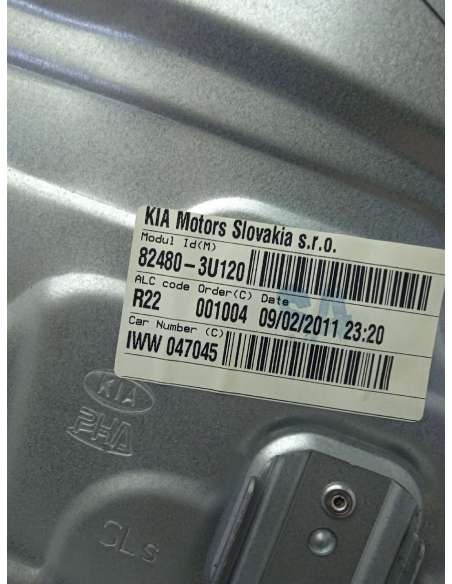 KIA Motors Slovakia s.r.o.
Modul Id(M)
82480-3U120
ALC code Order(C) Date
R22 001004 09/02/2011 23:20
Car Number (C)
IWW 047045
KIA
PHA
GLs